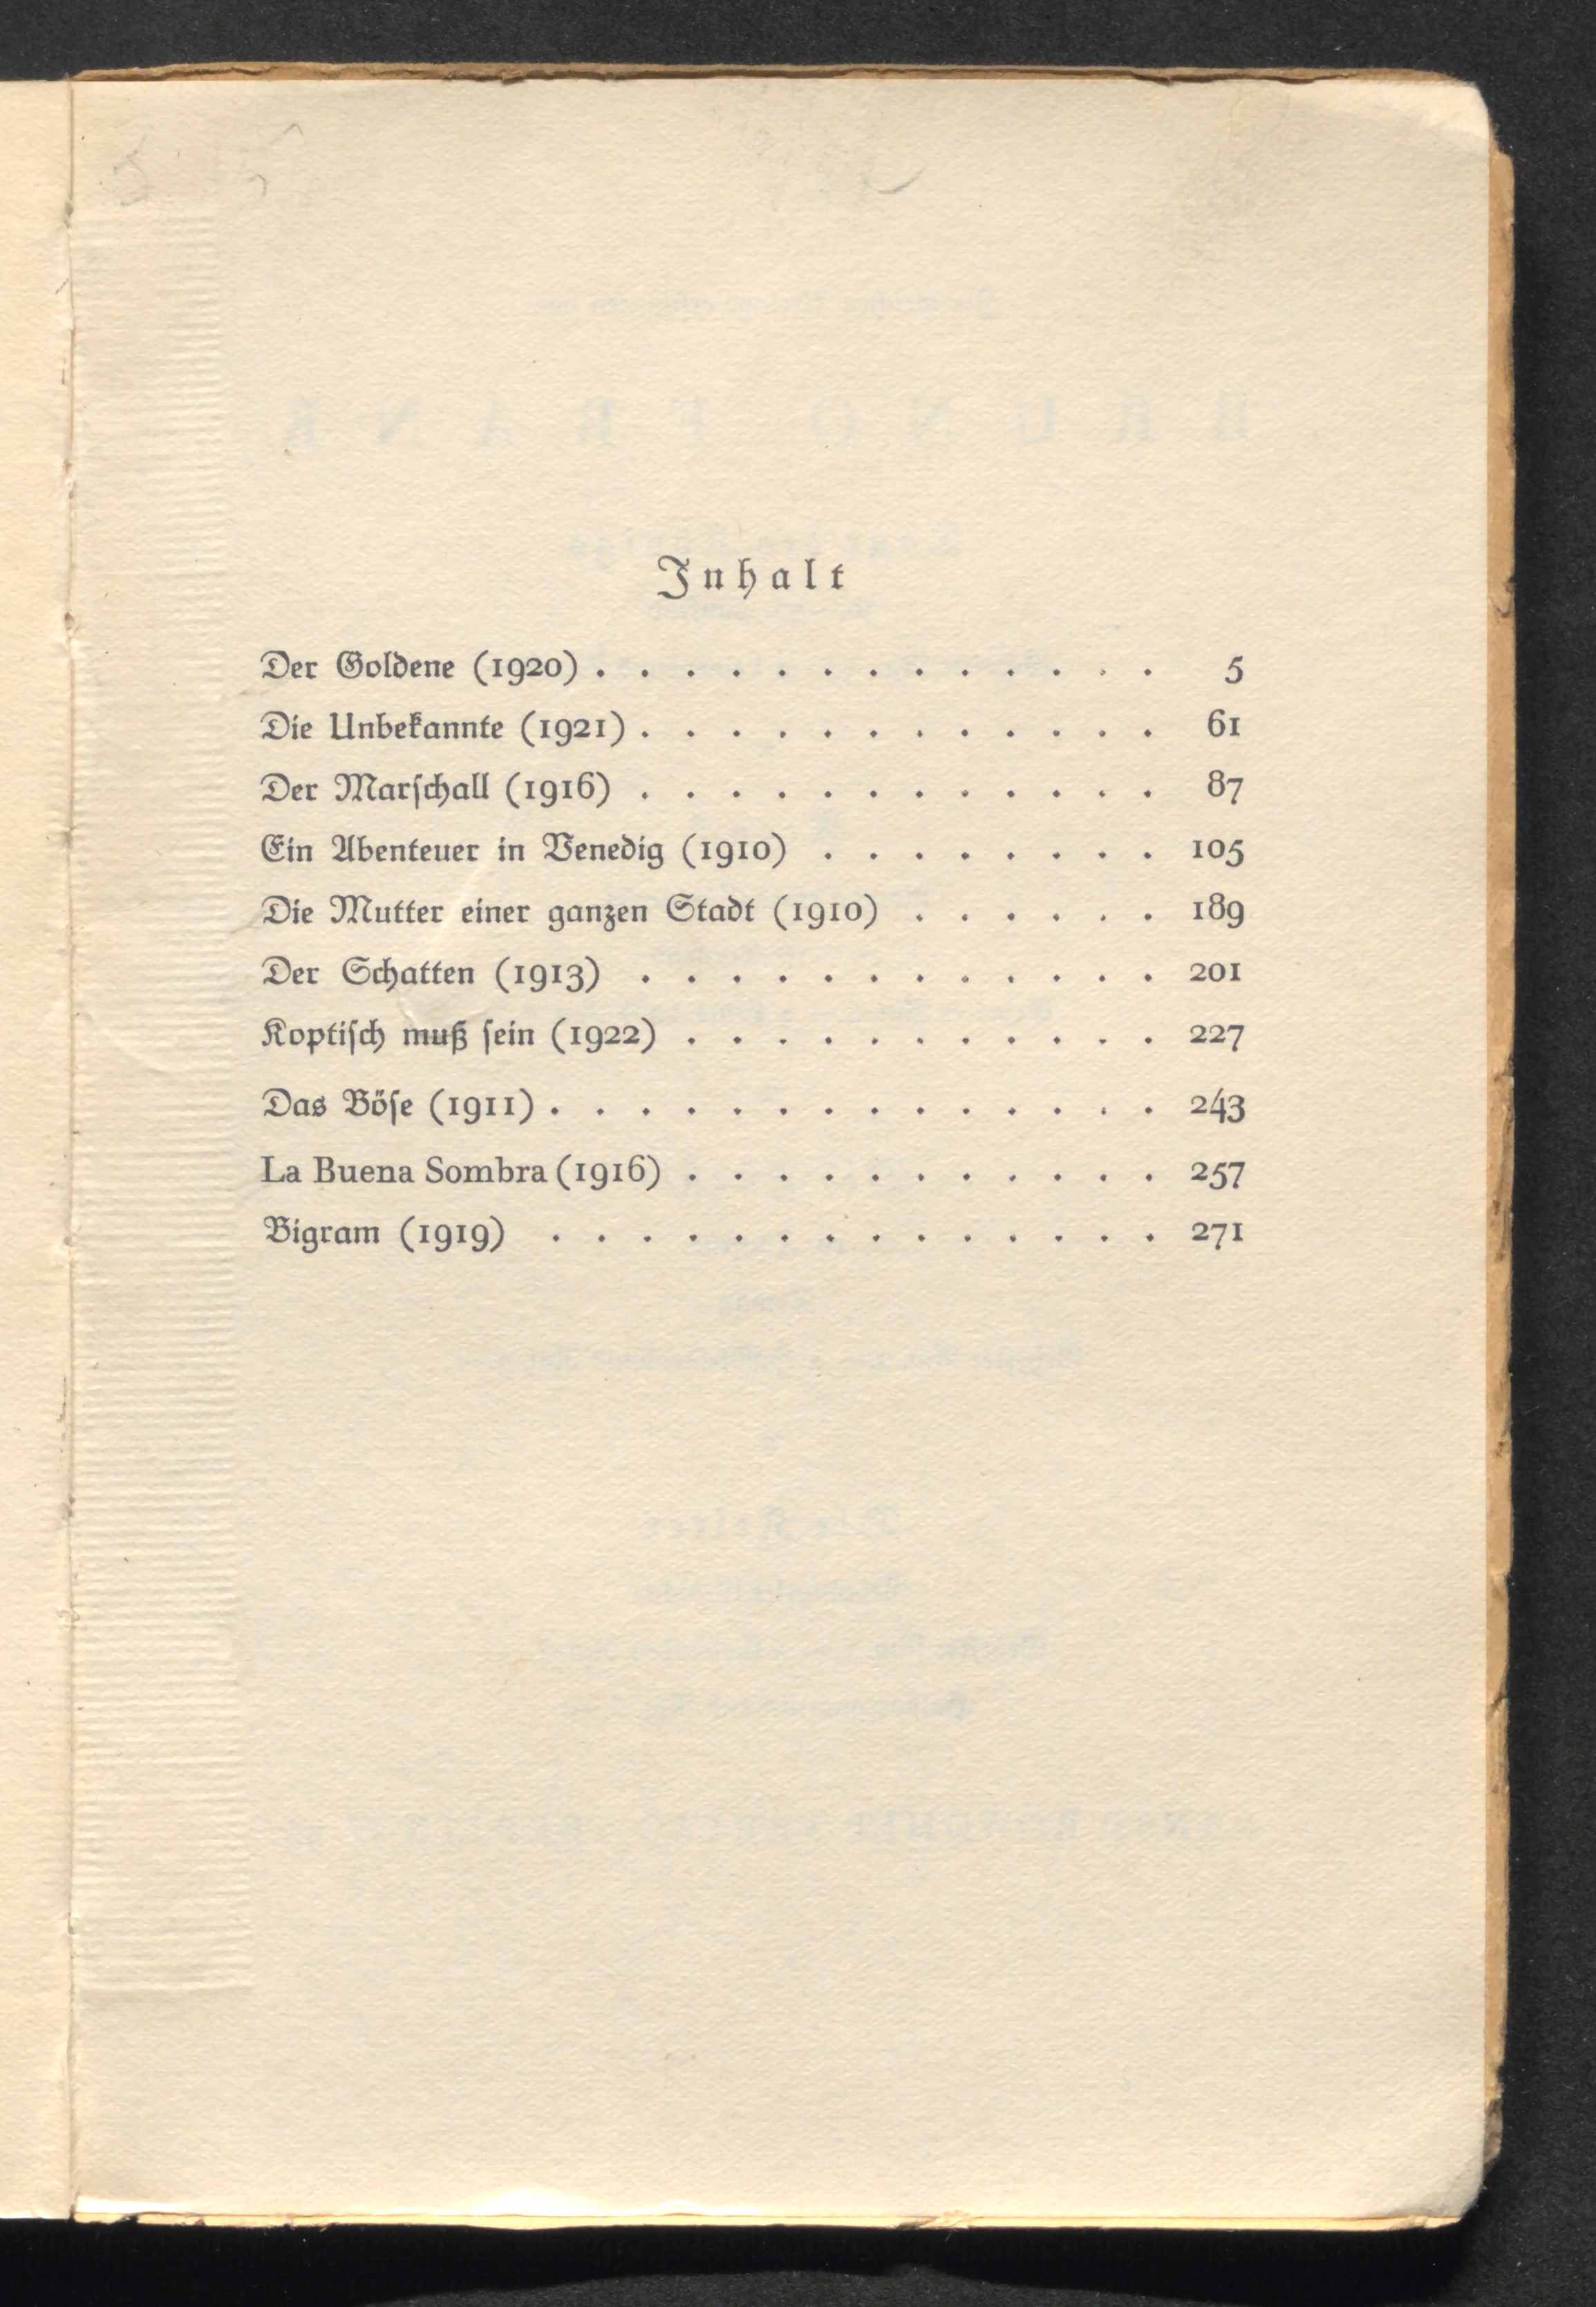 Inhalt
Der Goldene (1920) . . . . . . . . . . . . . 5
Die Unbekannte (1921) . . . . . . . . . . . . 61
Der Marſchall (1916) . . . . . . . . . . . . 87
Ein Abenteuer in Venedig (1910) . . . . . . . . 105
Die Mutter einer ganzen Stadt (1910) . . . . . . 189
Der Schatten (1913) . . . . . . . . . . . . 201
Koptiſch muß ſein (1922) . . . . . . . . . . . 227
Das Böſe (1911) . . . . . . . . . . . . . . 243
La Buena Sombra (1916) . . . . . . . . . . . 257
Bigram (1919) . . . . . . . . . . . . . . 271